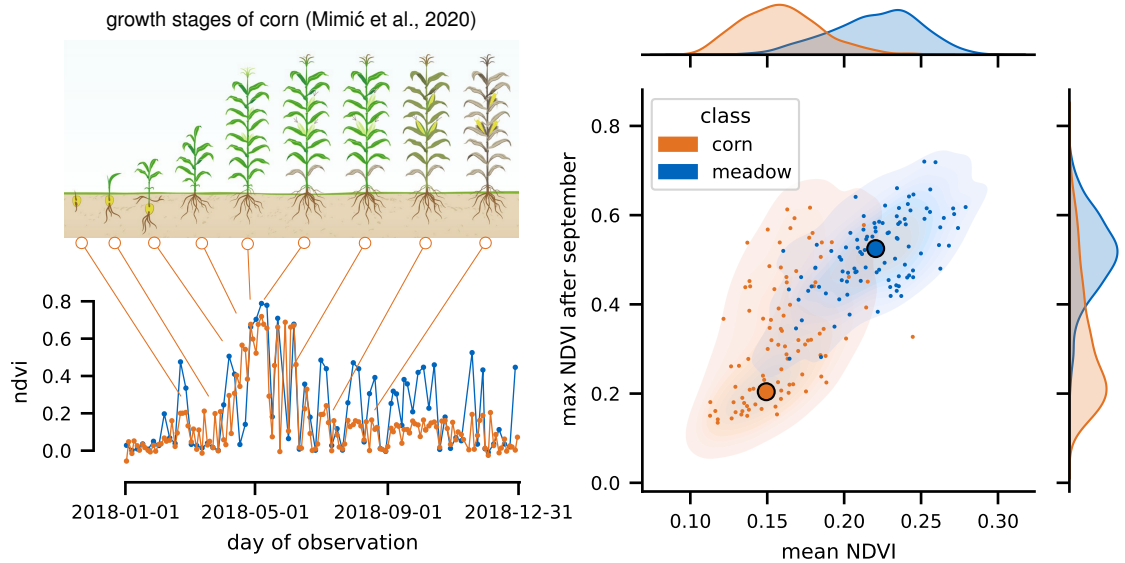 growth stages of corn (Mimić et al., 2020)
ndvi
0.8
0.6
0.4
0.2
0.0
2018-01-01 2018-05-01 2018-09-01 2018-12-31
day of observation
class
corn
meadow
max NDVI after september
0.8
0.6
0.4
0.2
0.0
0.10 0.15 0.20 0.25 0.30
mean NDVI